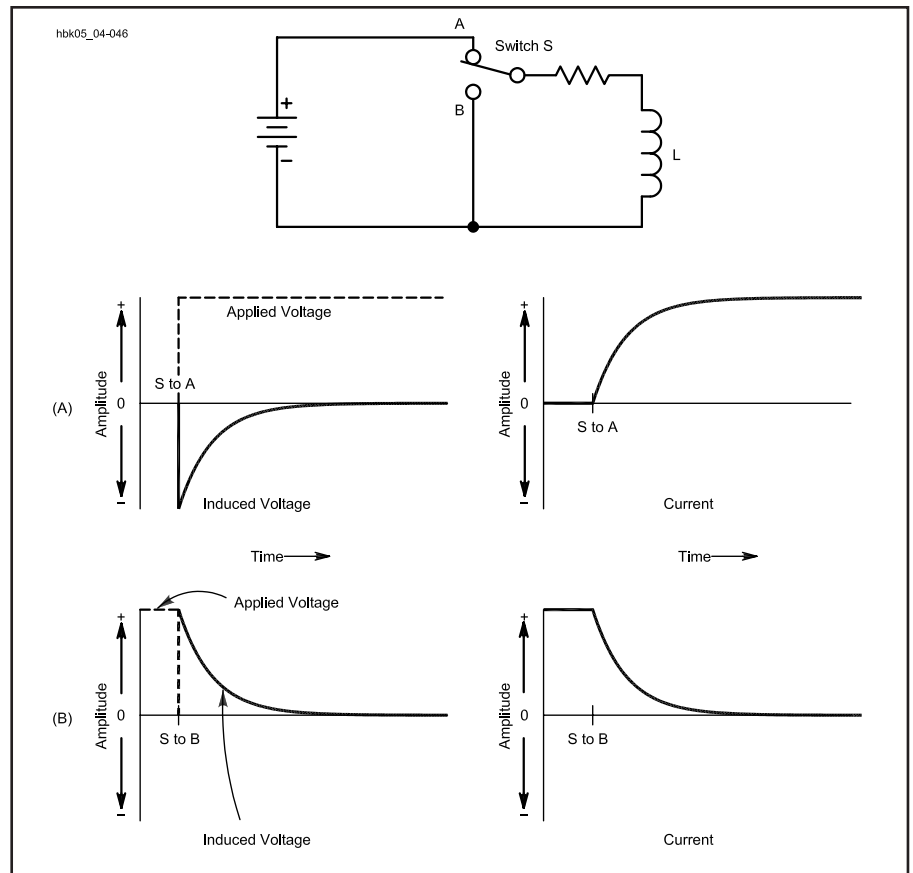 hbk05_04-046
A
Switch S
B
+
−
L
+
Applied Voltage
S to A
(A)
Amplitude
0
−
Induced Voltage
Time
+
Amplitude
0
S to A
−
Current
Time
+
Applied Voltage
(B)
Amplitude
0
S to B
−
Induced Voltage
+
Amplitude
0
S to B
−
Current